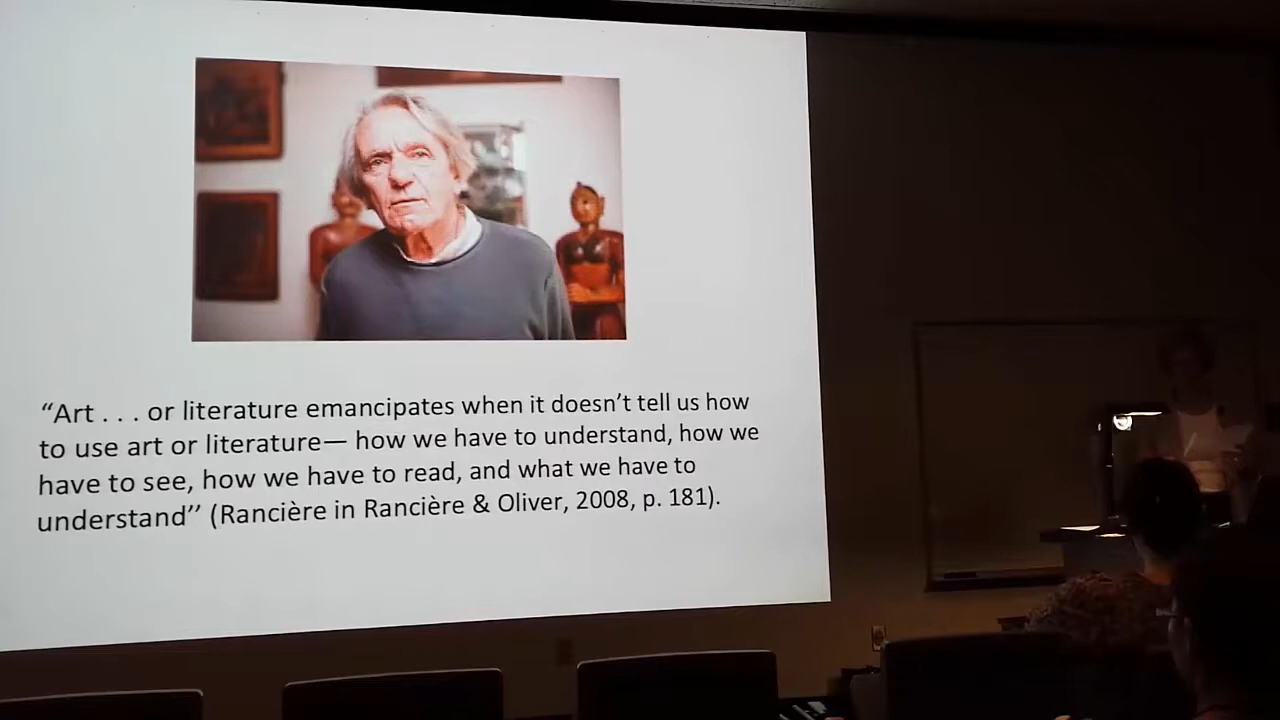 “Art . . . or literature emancipates when it doesn’t tell us how
to use art or literature— how we have to understand, how we
have to see, how we have to read, and what we have to
understand’’ (Rancière in Rancière & Oliver, 2008, p. 181).